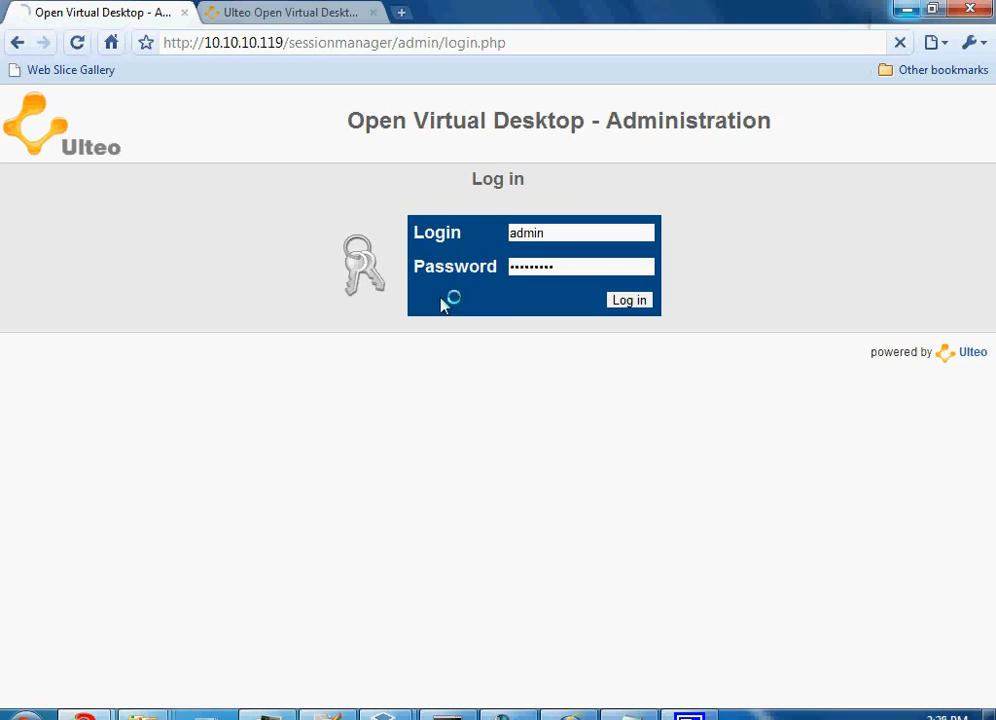 Open Virtual Desktop - A...
Ulteo Open Virtual Deskt...
http://10.10.10.119/sessionmanager/admin/login.php
Web Slice Gallery
Other bookmarks
Ulteo
Open Virtual Desktop - Administration
Log in
Login
admin
Password
•••••••••
Log in
powered by Ulteo